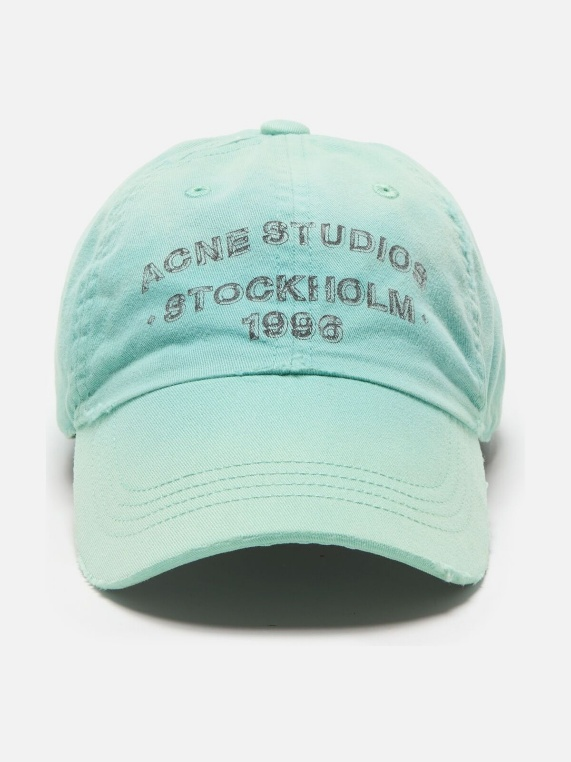 ACNE STUDIOS
· STOCKHOLM ·
1996